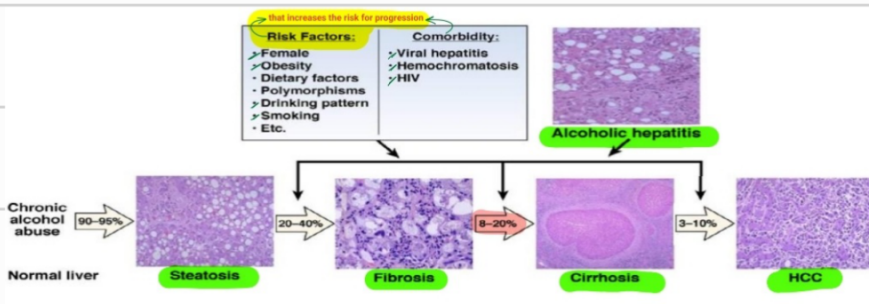 that increases the risk for progression
Risk Factors:
Female
Obesity
· Dietary factors
· Polymorphisms
Drinking pattern
Smoking
· Etc.
Comorbidity:
Viral hepatitis
Hemochromatosis
HIV
Alcoholic hepatitis
Chronic
alcohol
abuse
90–95%
20–40%
8–20%
3–10%
Normal liver
Steatosis
Fibrosis
Cirrhosis
HCC